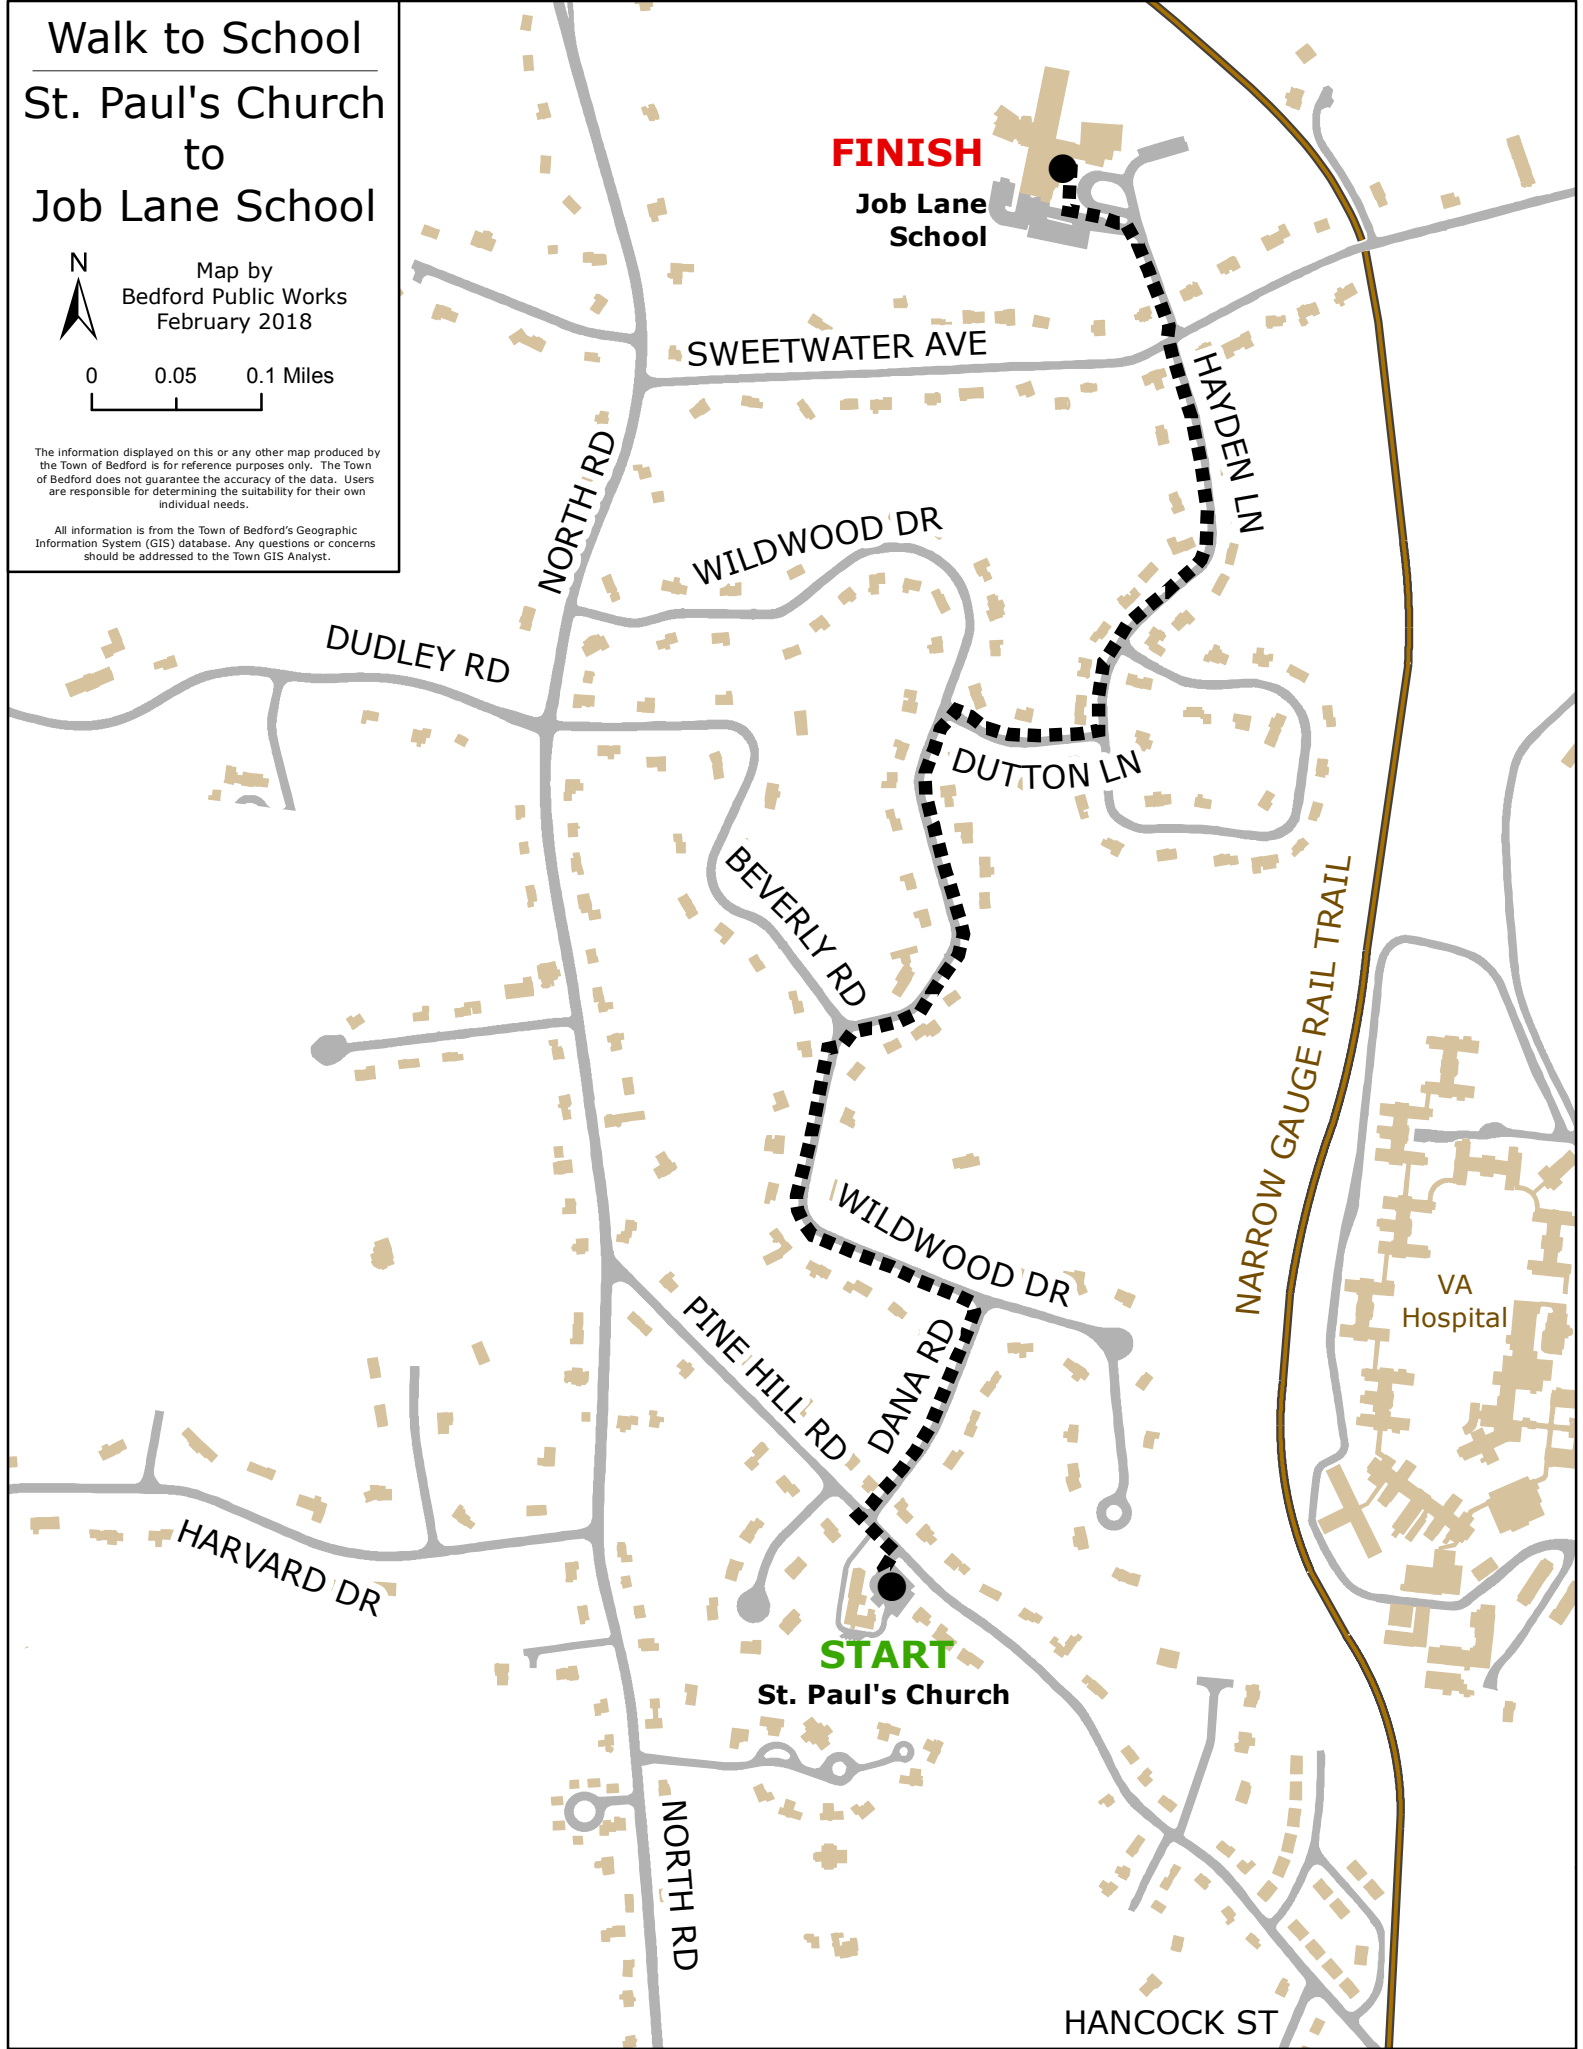 Walk to School
St. Paul's Church
to
Job Lane School
N
Map by
Bedford Public Works
February 2018
0 0.05 0.1 Miles
The information displayed on this or any other map produced by
the Town of Bedford is for reference purposes only. The Town
of Bedford does not guarantee the accuracy of the data. Users
are responsible for determining the suitability for their own
individual needs.
All information is from the Town of Bedford's Geographic
Information System (GIS) database. Any questions or concerns
should be addressed to the Town GIS Analyst.
FINISH
Job Lane
School
SWEETWATER AVE
HAYDEN LN
NORTH RD
WILDWOOD DR
DUDLEY RD
DUTTON LN
BEVERLY RD
NARROW GAUGE RAIL TRAIL
WILDWOOD DR
VA
Hospital
PINE HILL RD
DANA RD
HARVARD DR
START
St. Paul's Church
NORTH RD
HANCOCK ST